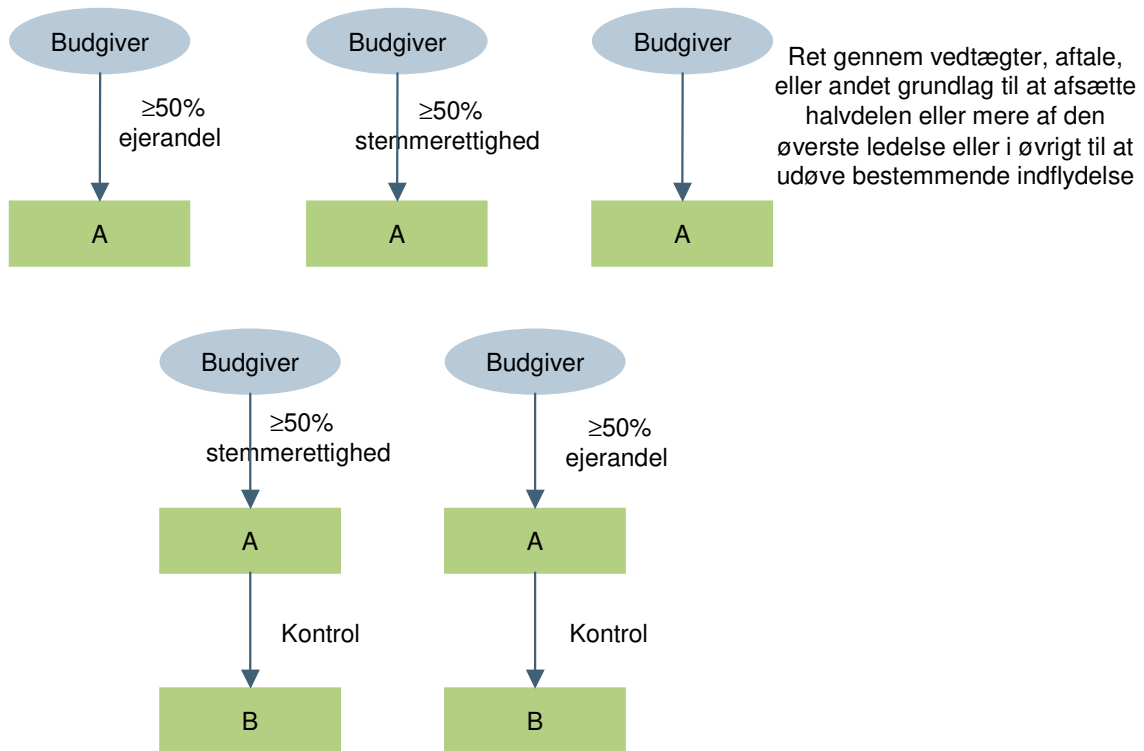 Budgiver
≥50%
ejerandel
A
Budgiver
≥50%
stemmerettighed
A
Budgiver
A
Ret gennem vedtægter, aftale,
eller andet grundlag til at afsætte
halvdelen eller mere af den
øverste ledelse eller i øvrigt til at
udøve bestemmende indflydelse
Budgiver
≥50%
stemmerettighed
A
Kontrol
B
Budgiver
≥50%
ejerandel
A
Kontrol
B